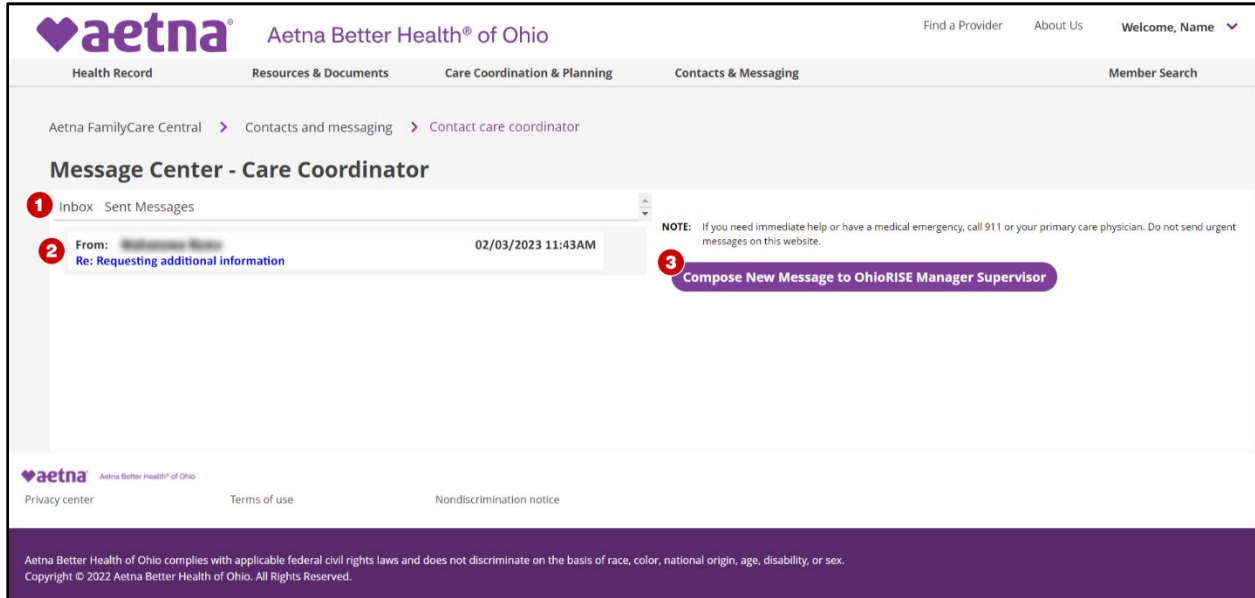 aetna® Aetna Better Health® of Ohio
Find a Provider About Us Welcome, Name
Health Record Resources & Documents Care Coordination & Planning Contacts & Messaging Member Search
Aetna FamilyCare Central > Contacts and messaging > Contact care coordinator
Message Center - Care Coordinator
1 Inbox Sent Messages
2 From: 02/03/2023 11:43AM
Re: Requesting additional information
NOTE: If you need immediate help or have a medical emergency, call 911 or your primary care physician. Do not send urgent
messages on this website.
3 Compose New Message to OhioRISE Manager Supervisor
aetna® Aetna Better Health® of Ohio
Privacy center Terms of use Nondiscrimination notice
Aetna Better Health of Ohio complies with applicable federal civil rights laws and does not discriminate on the basis of race, color, national origin, age, disability, or sex.
Copyright © 2022 Aetna Better Health of Ohio. All Rights Reserved.